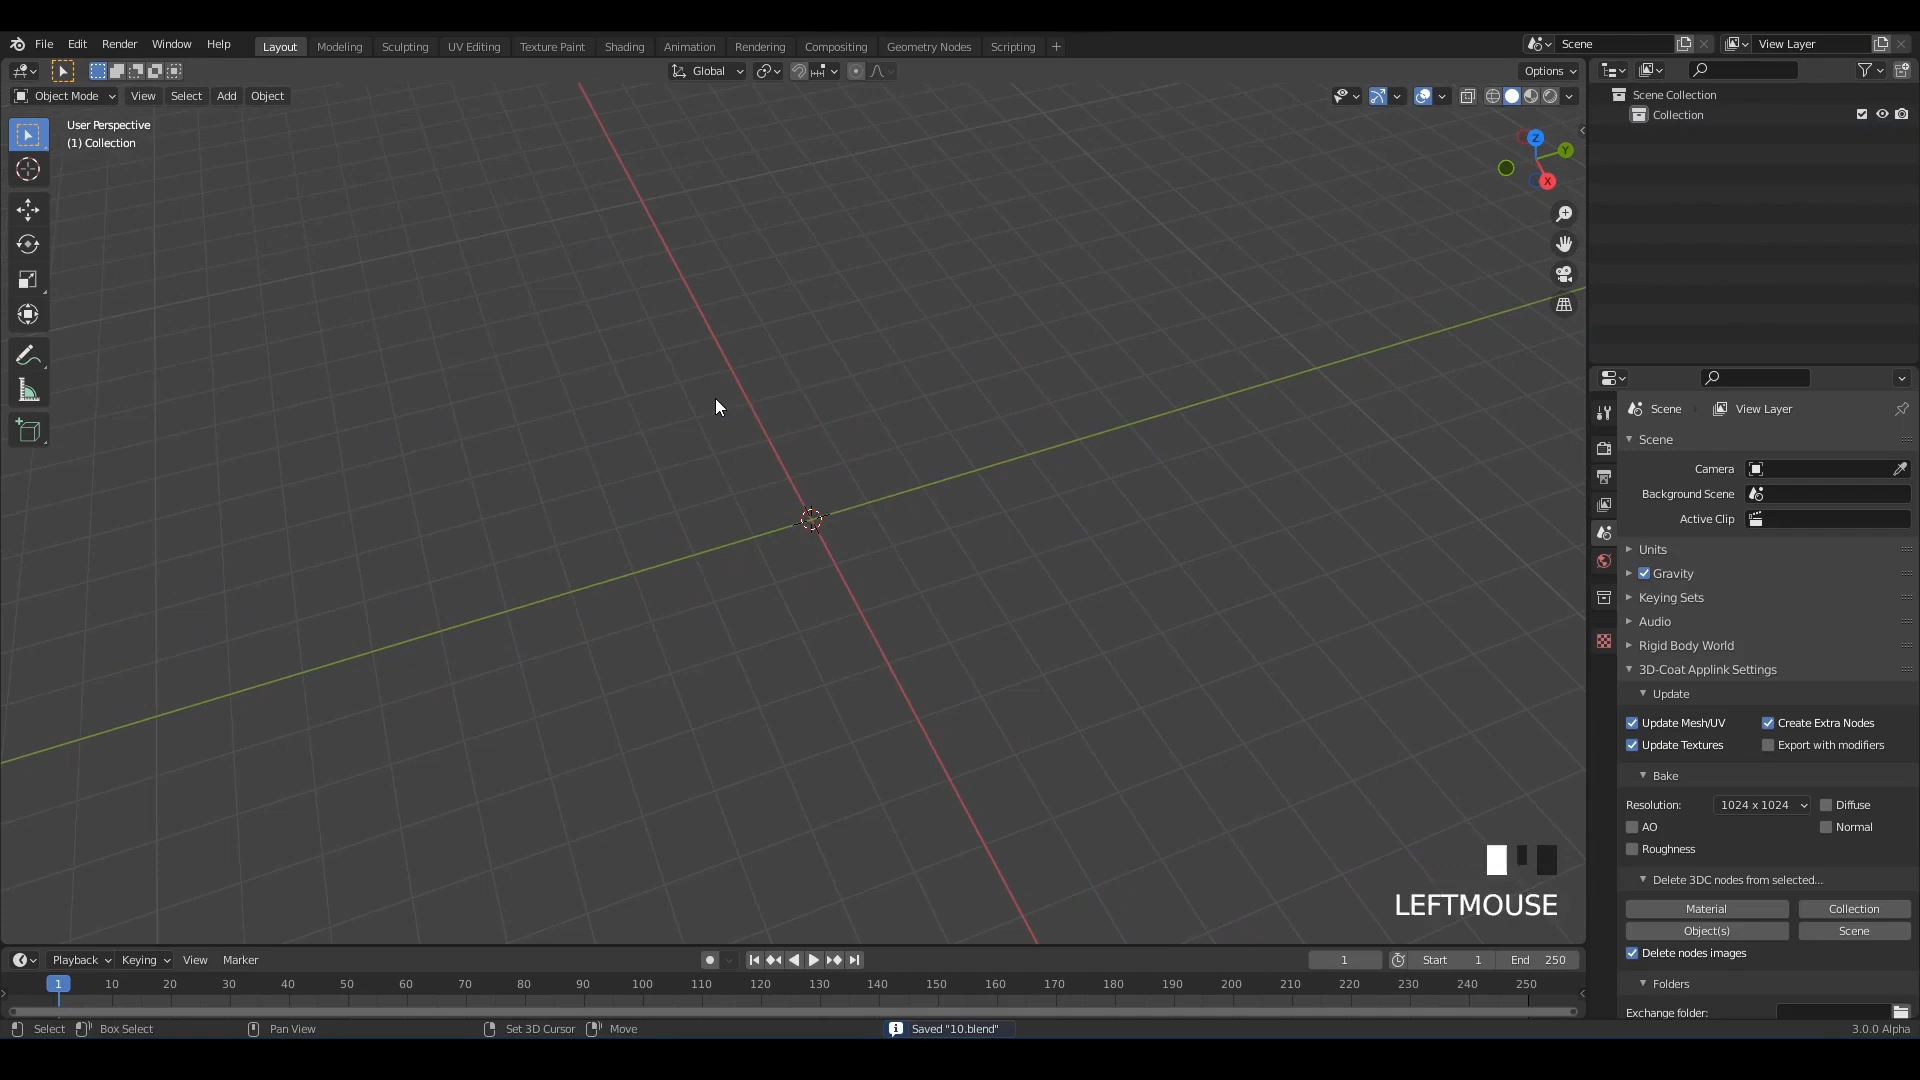 File Edit Render Window Help Layout Modeling Sculpting UV Editing Texture Paint Shading Animation Rendering Compositing Geometry Nodes Scripting + Scene View Layer
Global Options
Object Mode View Select Add Object
User Perspective
(1) Collection
Z
Y
X
Scene Collection
Collection
Scene View Layer
Scene
Camera
Background Scene
Active Clip
Units
Gravity
Keying Sets
Audio
Rigid Body World
3D-Coat Applink Settings
Update
Update Mesh/UV Create Extra Nodes
Update Textures Export with modifiers
Bake
Resolution: 1024 x 1024 Diffuse
AO Normal
Roughness
Delete 3DC nodes from selected...
Material Collection
Object(s) Scene
Delete nodes images
Folders
Exchange folder:
LEFTMOUSE
Playback Keying View Marker 1 Start 1 End 250
1 10 20 30 40 50 60 70 80 90 100 110 120 130 140 150 160 170 180 190 200 210 220 230 240 250
Select Box Select Pan View Set 3D Cursor Move Saved "10.blend" 3.0.0 Alpha